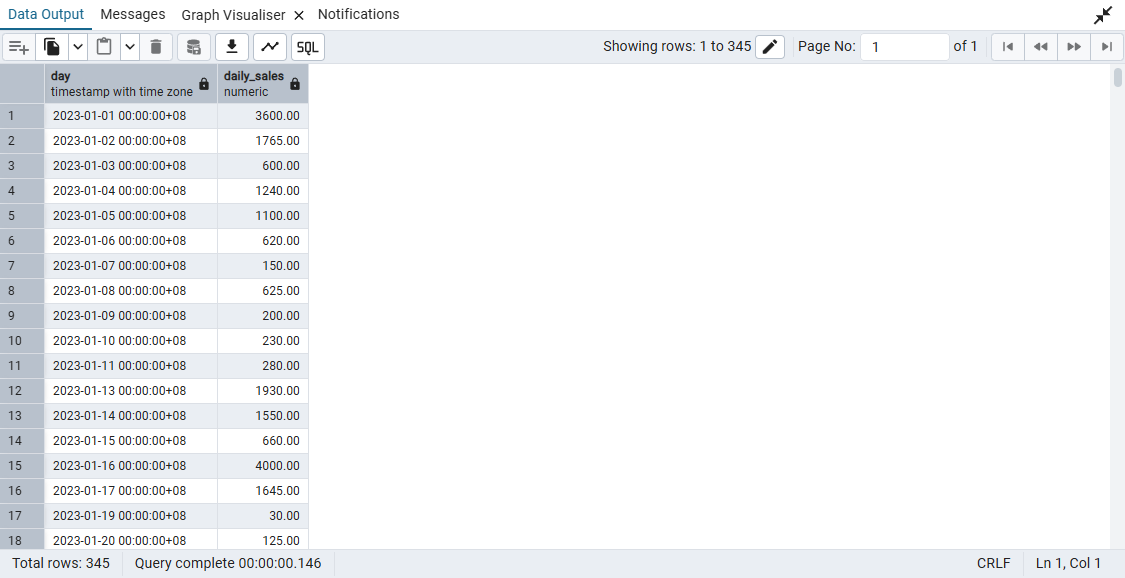 Data Output Messages Graph Visualiser × Notifications
SQL Showing rows: 1 to 345 Page No: 1 of 1
day daily_sales
timestamp with time zone numeric
1 2023-01-01 00:00:00+08 3600.00
2 2023-01-02 00:00:00+08 1765.00
3 2023-01-03 00:00:00+08 600.00
4 2023-01-04 00:00:00+08 1240.00
5 2023-01-05 00:00:00+08 1100.00
6 2023-01-06 00:00:00+08 620.00
7 2023-01-07 00:00:00+08 150.00
8 2023-01-08 00:00:00+08 625.00
9 2023-01-09 00:00:00+08 200.00
10 2023-01-10 00:00:00+08 230.00
11 2023-01-11 00:00:00+08 280.00
12 2023-01-13 00:00:00+08 1930.00
13 2023-01-14 00:00:00+08 1550.00
14 2023-01-15 00:00:00+08 660.00
15 2023-01-16 00:00:00+08 4000.00
16 2023-01-17 00:00:00+08 1645.00
17 2023-01-19 00:00:00+08 30.00
18 2023-01-20 00:00:00+08 125.00
Total rows: 345 Query complete 00:00:00.146 CRLF Ln 1, Col 1